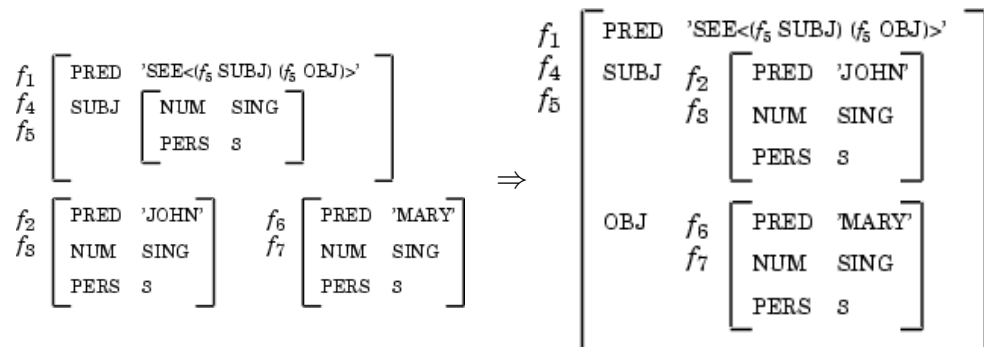 f1 PRED 'SEE<(f5 SUBJ) (f5 OBJ)>'
f4 SUBJ NUM SING
f5
PERS 3
f2 PRED 'JOHN'
f3 NUM SING
PERS 3
f6 PRED 'MARY'
f7 NUM SING
PERS 3
⇒
f1 PRED 'SEE<(f5 SUBJ) (f5 OBJ)>'
f4 SUBJ f2 PRED 'JOHN'
f5 f3 NUM SING
PERS 3
OBJ f6 PRED 'MARY'
f7 NUM SING
PERS 3